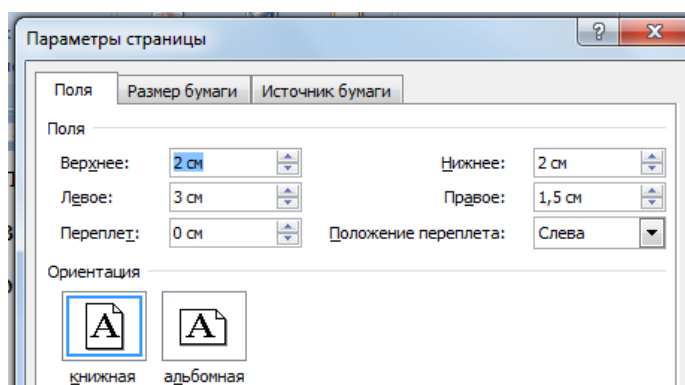 Параметры страницы
Поля Размер бумаги Источник бумаги
Поля
Верхнее: 2 см Нижнее: 2 см
Левое: 3 см Правое: 1,5 см
Переплет: 0 см Положение переплета: Слева
Ориентация
A A
книжная альбомная